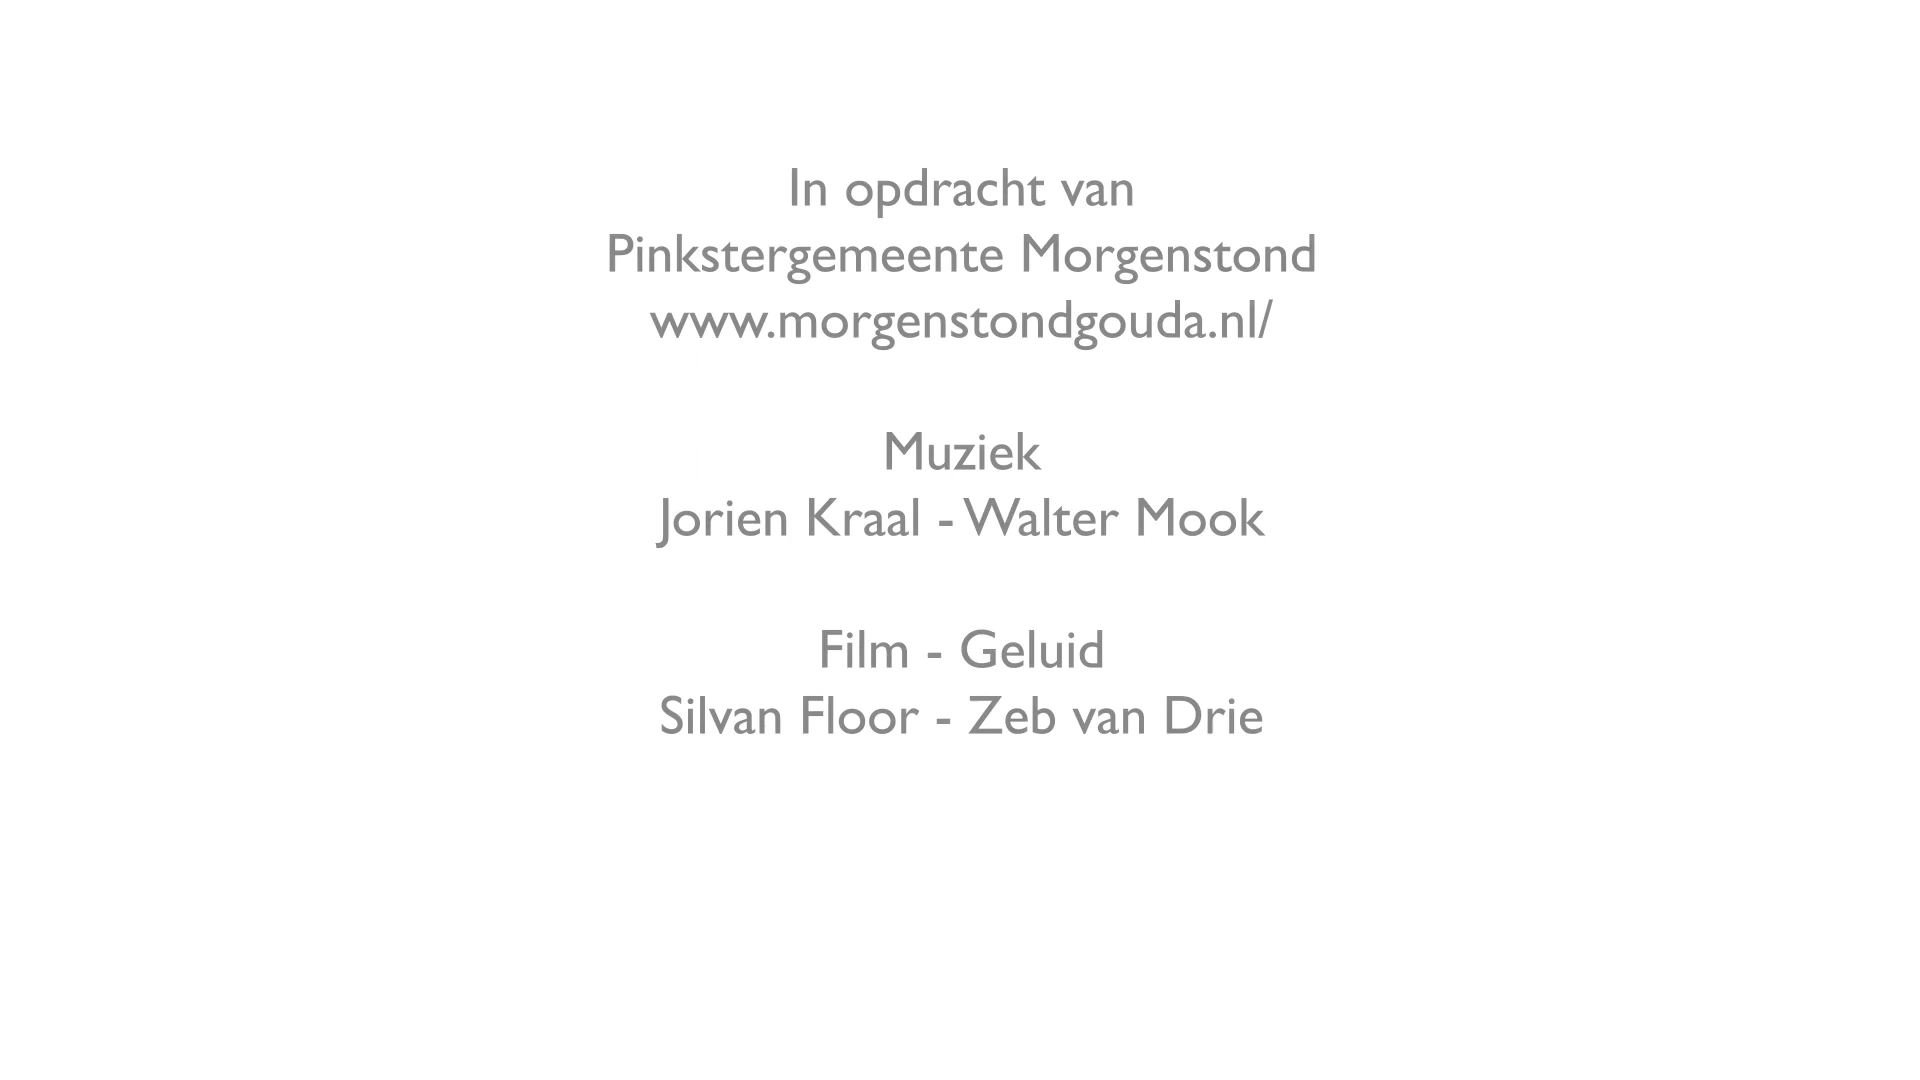 In opdracht van
Pinkstergemeente Morgenstond
www.morgenstondgouda.nl/
Muziek
Jorien Kraal - Walter Mook
Film - Geluid
Silvan Floor - Zeb van Drie